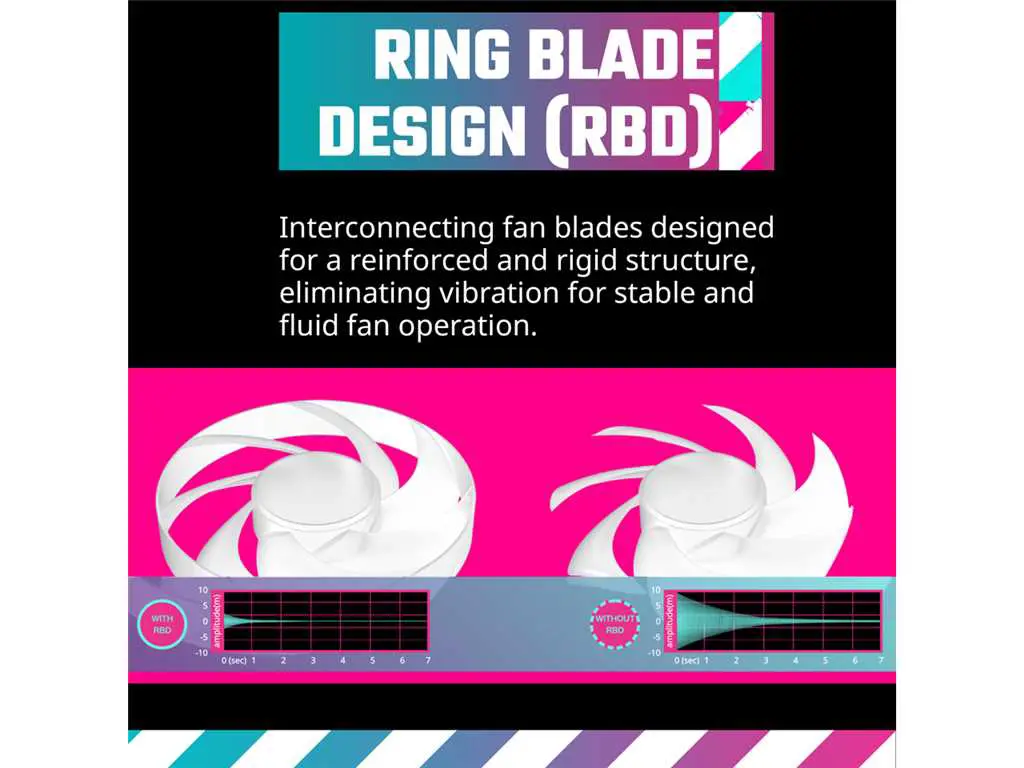 RING BLADE
DESIGN (RBD)
Interconnecting fan blades designed
for a reinforced and rigid structure,
eliminating vibration for stable and
fluid fan operation.
WITH
RBD
amplitude(m)
10
5
0
-5
-10
0 (sec) 1 2 3 4 5 6 7
WITHOUT
RBD
amplitude(m)
10
5
0
-5
-10
0 (sec) 1 2 3 4 5 6 7